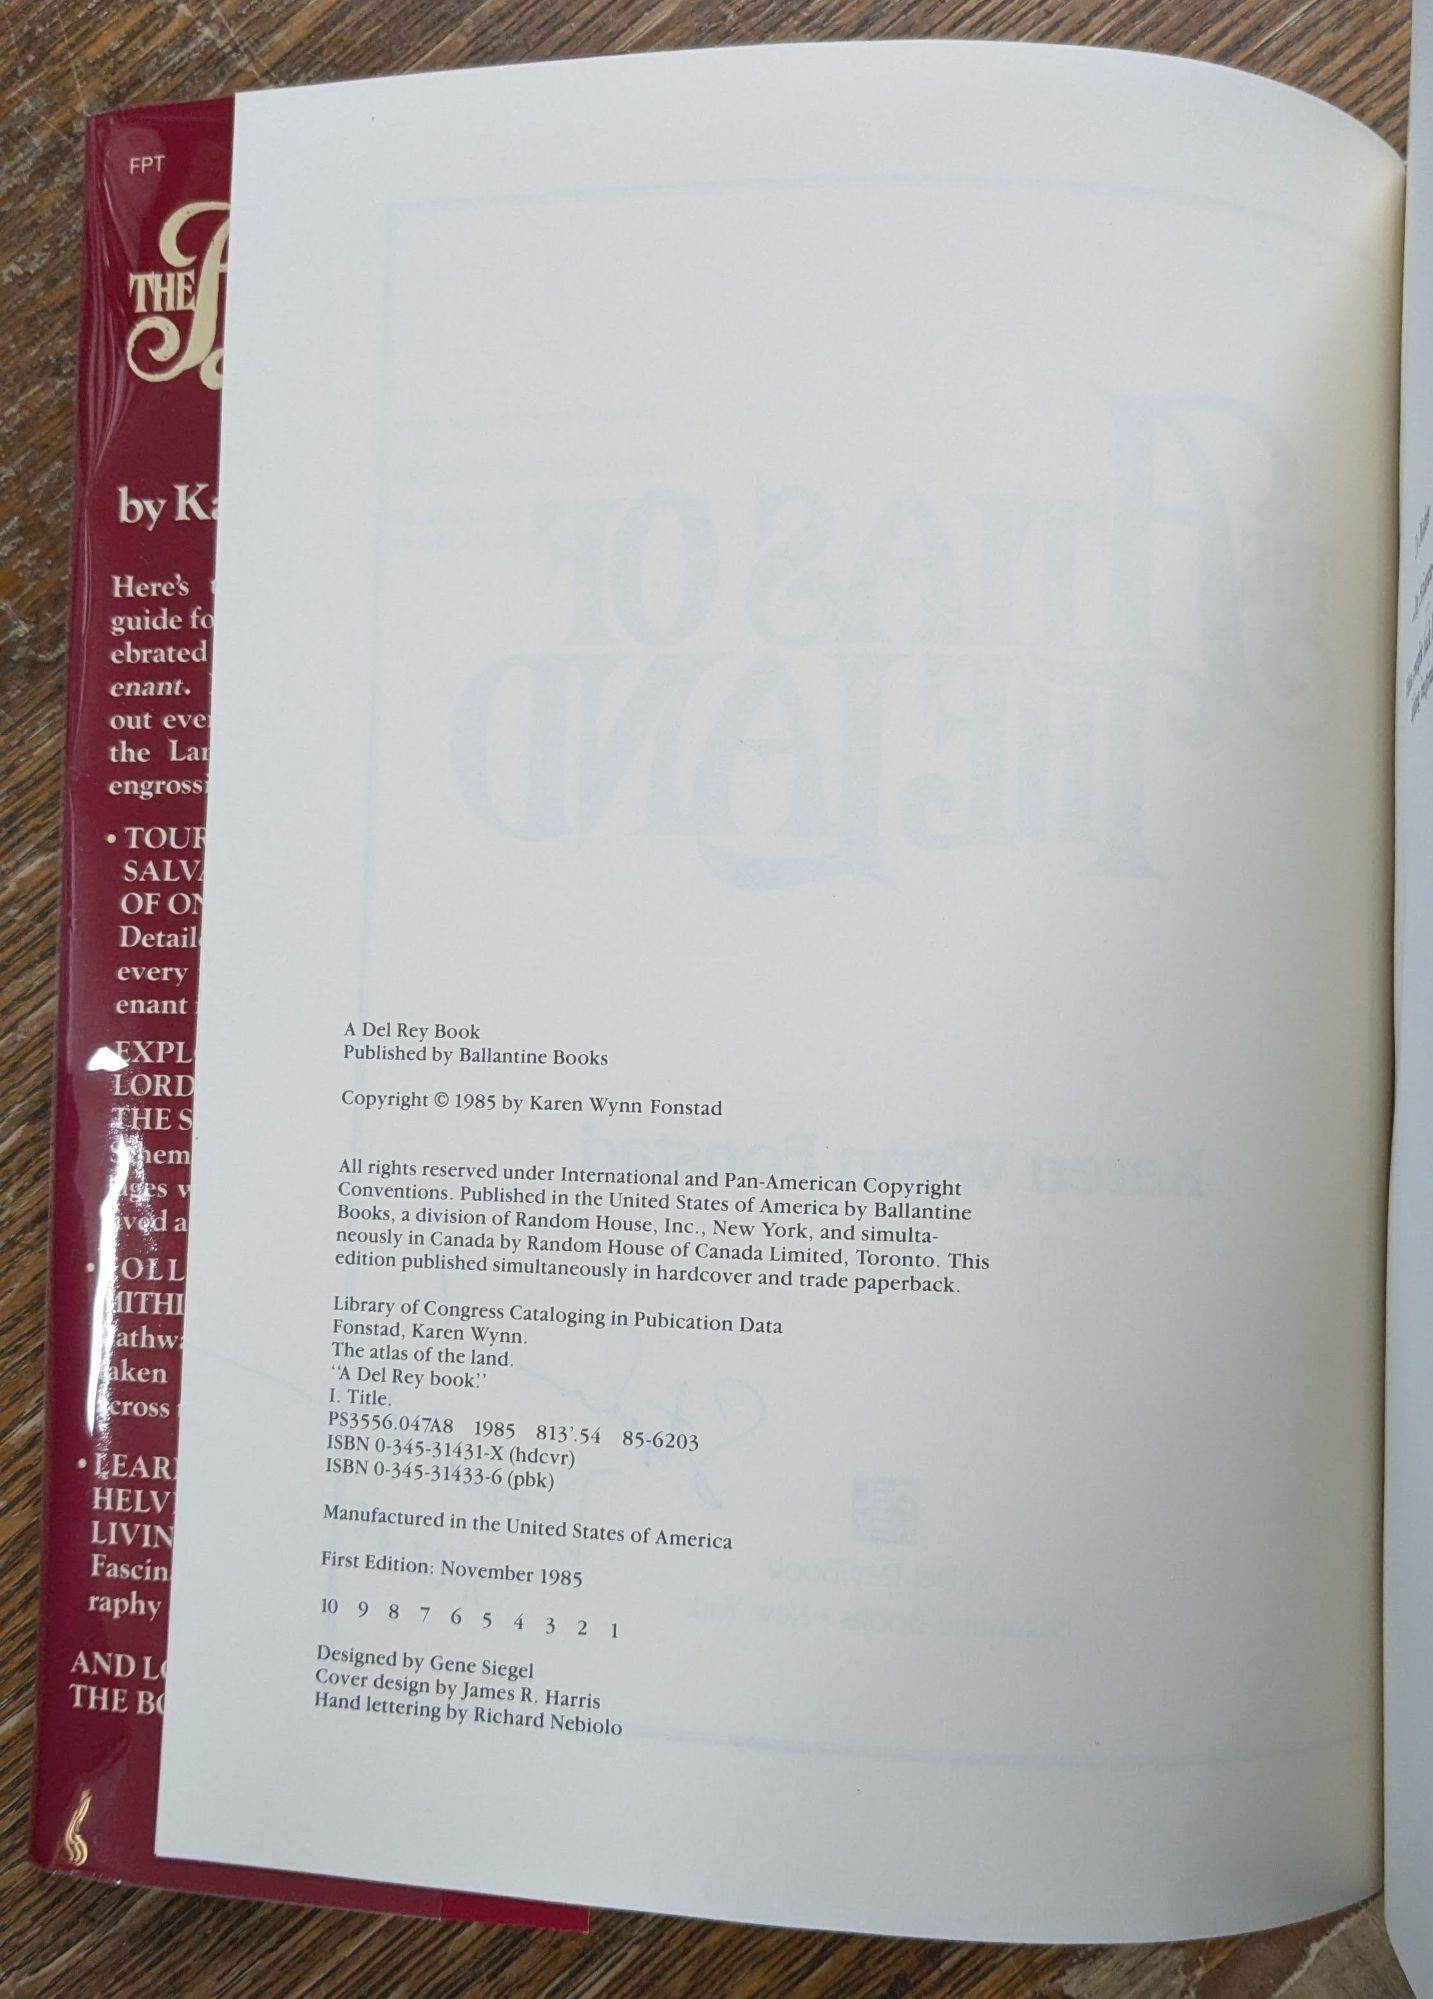 FPT
THE
by Ka
Here's
guide fo
ebrated
enant.
out eve
the Lan
engrossi
• TOUR
SALVA
OF ON
Detail
every
enant
EXPL
LORD
THE S
hem
ges w
ved a
OLL
ITHI
athwa
aken
cross
• LEAR
HELV
LIVIN
Fascin
raphy
AND LO
THE BO
A Del Rey Book
Published by Ballantine Books
Copyright © 1985 by Karen Wynn Fonstad
All rights reserved under International and Pan-American Copyright
Conventions. Published in the United States of America by Ballantine
Books, a division of Random House, Inc., New York, and simulta-
neously in Canada by Random House of Canada Limited, Toronto. This
edition published simultaneously in hardcover and trade paperback.
Library of Congress Cataloging in Pubication Data
Fonstad, Karen Wynn.
The atlas of the land.
"A Del Rey book."
I. Title.
PS3556.047A8 1985 813'.54 85-6203
ISBN 0-345-31431-X (hdcvr)
ISBN 0-345-31433-6 (pbk)
Manufactured in the United States of America
First Edition: November 1985
10 9 8 7 6 5 4 3 2 1
Designed by Gene Siegel
Cover design by James R. Harris
Hand lettering by Richard Nebiolo